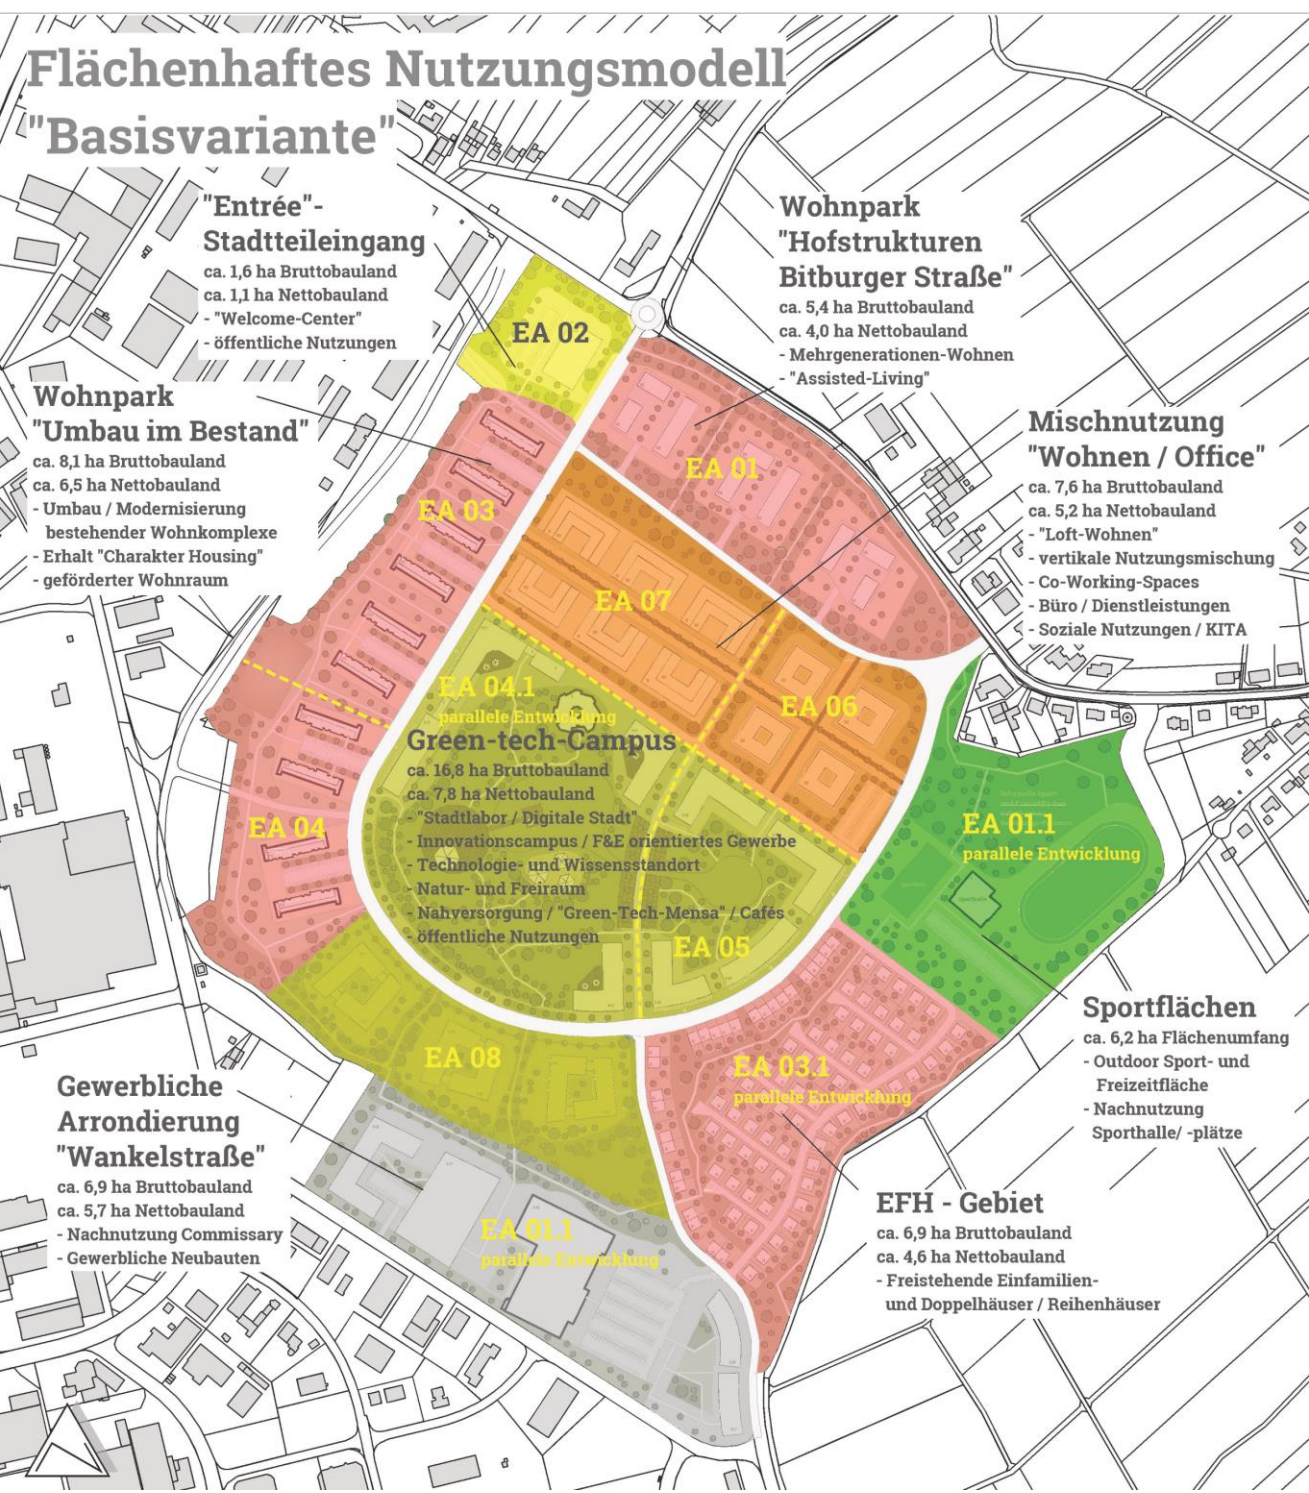 Flächenhaftes Nutzungsmodell
"Basisvariante"
"Entrée"-
Stadtteileingang
ca. 1,6 ha Bruttobauland
ca. 1,1 ha Nettobauland
- "Welcome-Center"
- öffentliche Nutzungen
Wohnpark
"Hofstrukturen
Bitburger Straße"
ca. 5,4 ha Bruttobauland
ca. 4,0 ha Nettobauland
- Mehrgenerationen-Wohnen
- "Assisted-Living"
Wohnpark
"Umbau im Bestand"
ca. 8,1 ha Bruttobauland
ca. 6,5 ha Nettobauland
- Umbau / Modernisierung
bestehender Wohnkomplexe
- Erhalt "Charakter Housing"
- geförderter Wohnraum
Mischnutzung
"Wohnen / Office"
ca. 7,6 ha Bruttobauland
ca. 5,2 ha Nettobauland
- "Loft-Wohnen"
- vertikale Nutzungsmischung
- Co-Working-Spaces
- Büro / Dienstleistungen
- Soziale Nutzungen / KITA
EA 02
EA 01
EA 03
EA 07
EA 06
EA 04.1
parallele Entwicklung
Green-tech-Campus
ca. 16,8 ha Bruttobauland
ca. 7,8 ha Nettobauland
- "Stadtlabor / Digitale Stadt"
- Innovationscampus / F&E orientiertes Gewerbe
- Technologie- und Wissensstandort
- Natur- und Freiraum
- Nahversorgung / "Green-Tech-Mensa" / Cafés
- öffentliche Nutzungen
EA 04
EA 05
EA 01.1
parallele Entwicklung
Sporthalle
Sportflächen
ca. 6,2 ha Flächenumfang
- Outdoor Sport- und
Freizeitfläche
- Nachnutzung
Sporthalle/ -plätze
EA 08
EA 03.1
parallele Entwicklung
Gewerbliche
Arrondierung
"Wankelstraße"
ca. 6,9 ha Bruttobauland
ca. 5,7 ha Nettobauland
- Nachnutzung Commissary
- Gewerbliche Neubauten
EA 01.1
parallele Entwicklung
EFH - Gebiet
ca. 6,9 ha Bruttobauland
ca. 4,6 ha Nettobauland
- Freistehende Einfamilien-
und Doppelhäuser / Reihenhäuser